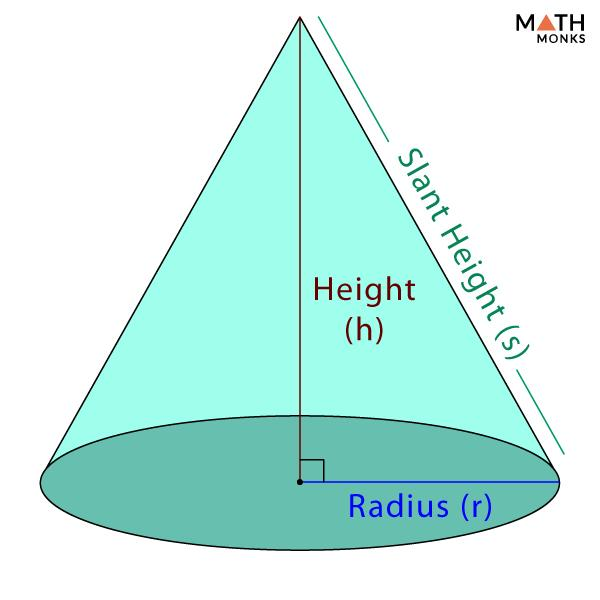 MATH
MONKS
Slant Height (s)
Height
(h)
Radius (r)